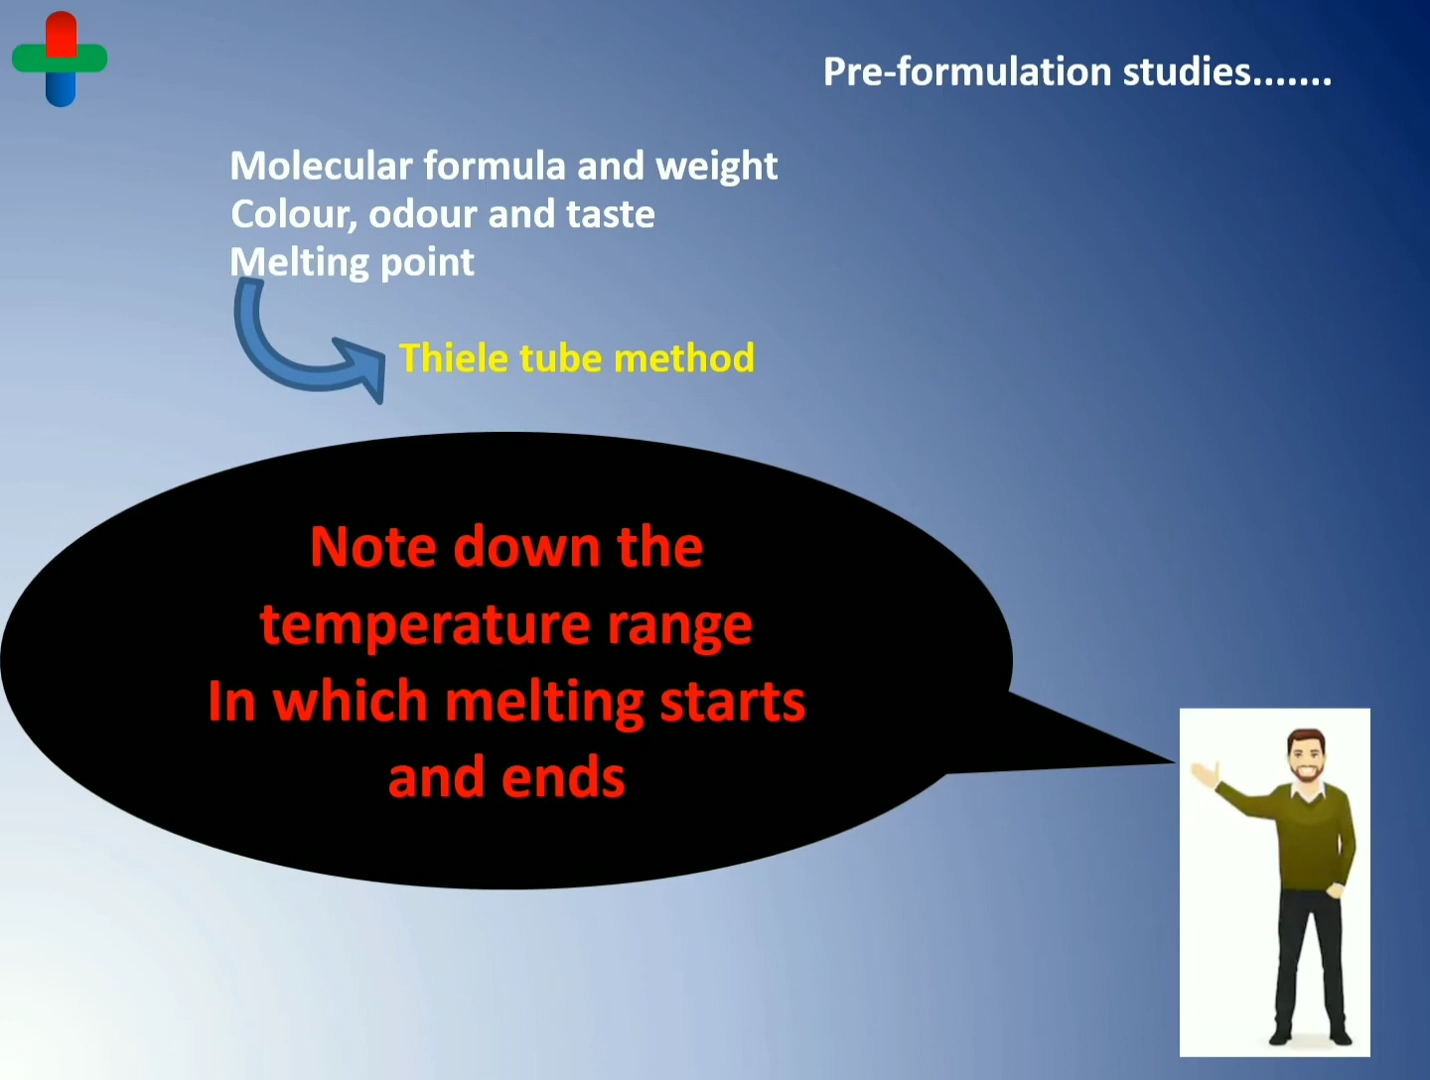 Pre-formulation studies.......
Molecular formula and weight
Colour, odour and taste
Melting point
Thiele tube method
Note down the
temperature range
In which melting starts
and ends